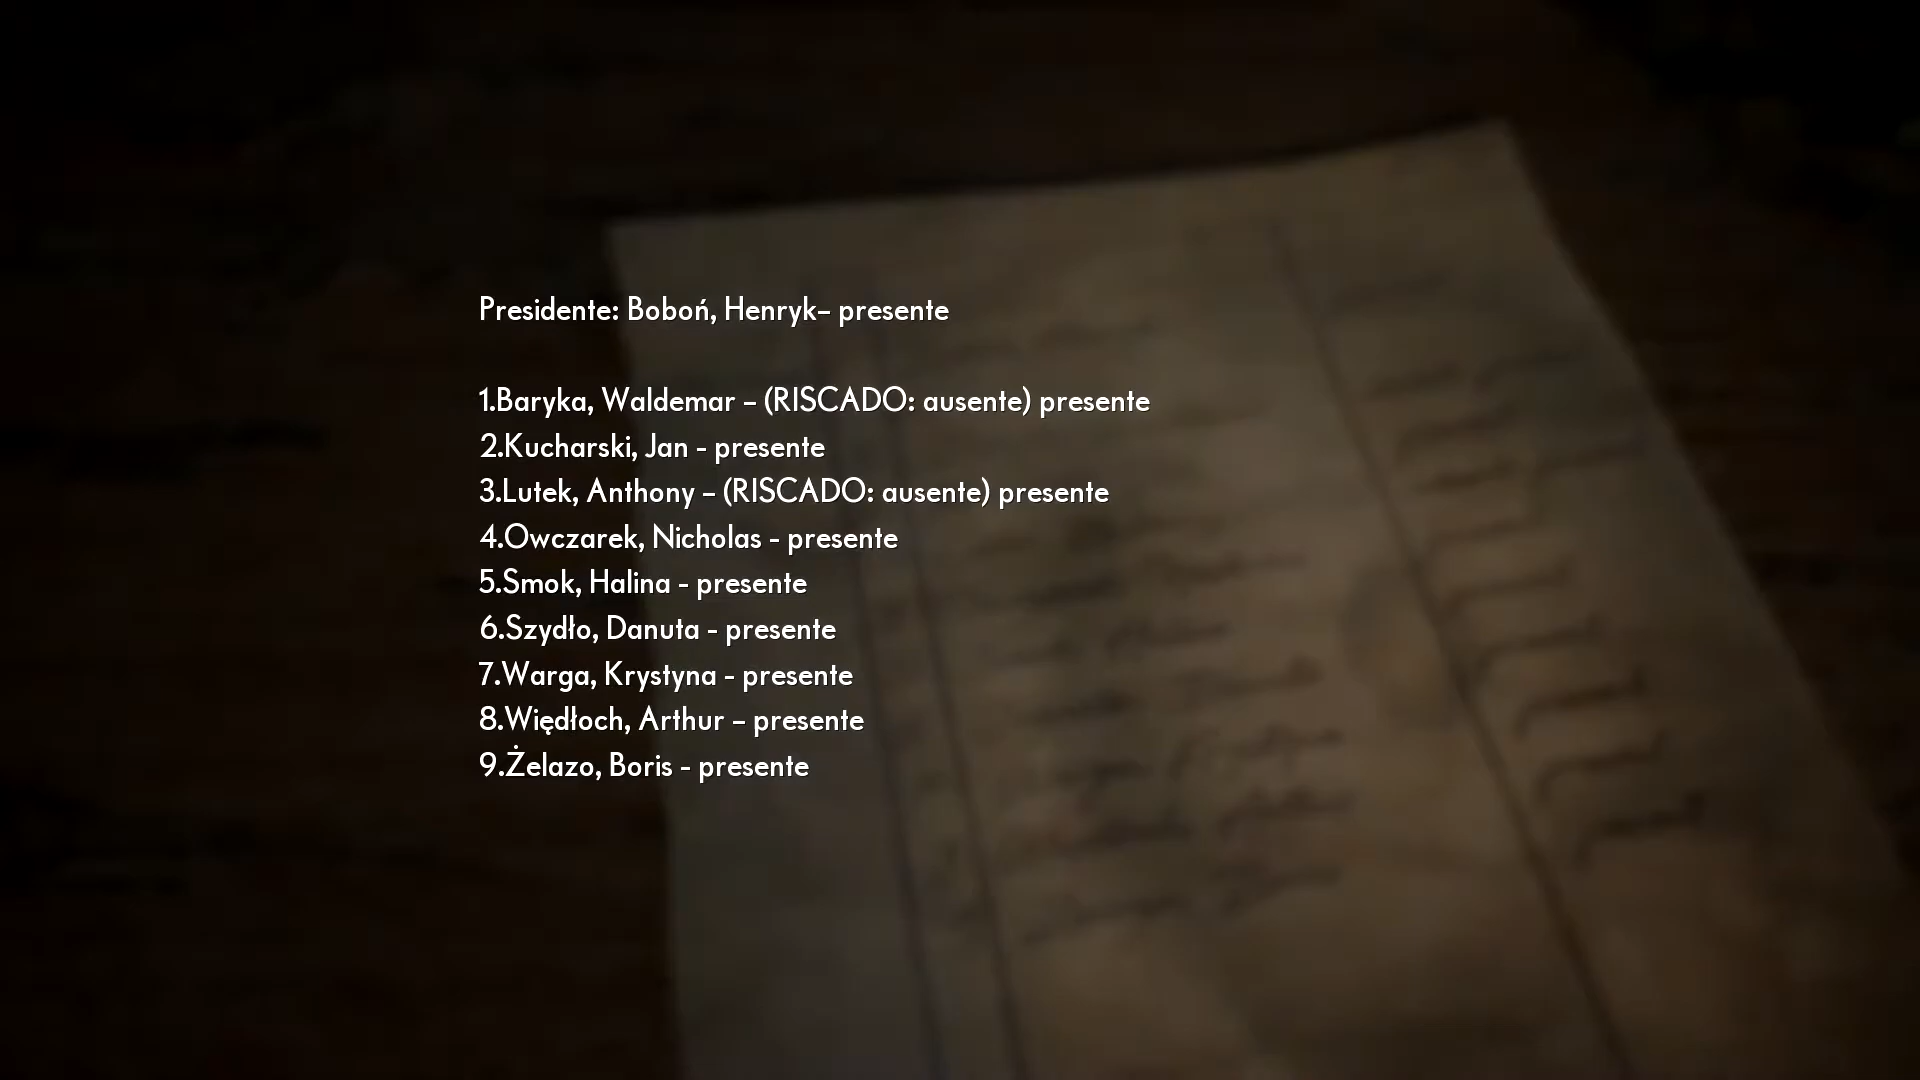 Presidente: Boboń, Henryk– presente
1.Baryka, Waldemar – (RISCADO: ausente) presente
2.Kucharski, Jan - presente
3.Lutek, Anthony – (RISCADO: ausente) presente
4.Owczarek, Nicholas - presente
5.Smok, Halina - presente
6.Szydło, Danuta - presente
7.Warga, Krystyna - presente
8.Więdłoch, Arthur – presente
9.Żelazo, Boris - presente